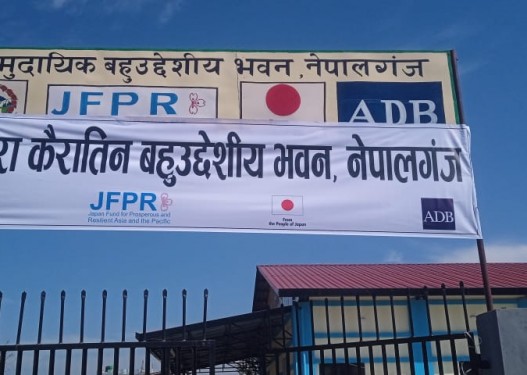 मुदायिक बहुउद्देशीय भवन, नेपालगंज
JFPR
ADB
रा कैरातिन बहुउद्देशीय भवन, नेपालगंज
JFPR
Japan Fund for Prosperous and
Resilient Asia and the Pacific
From
the People of Japan
ADB